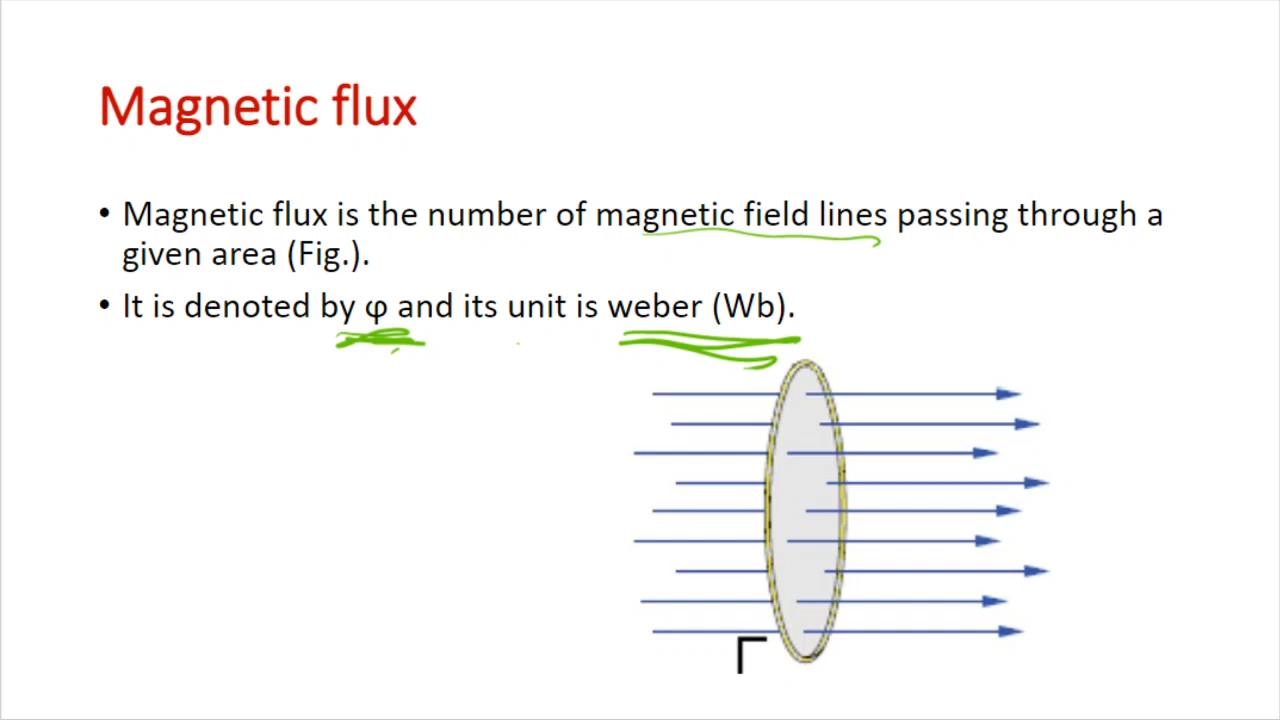 Magnetic flux
• Magnetic flux is the number of magnetic field lines passing through a
given area (Fig.).
• It is denoted by φ and its unit is weber (Wb).